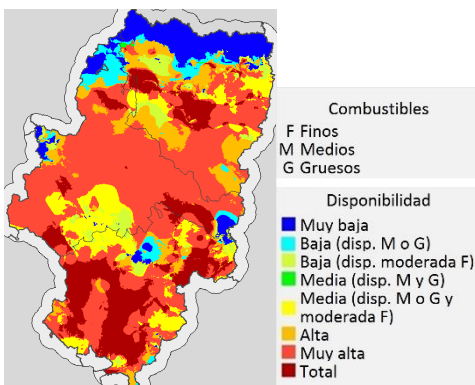 Combustibles
F Finos
M Medios
G Gruesos
Disponibilidad
Muy baja
Baja (disp. M o G)
Baja (disp. moderada F)
Media (disp. M y G)
Media (disp. M o G y
moderada F)
Alta
Muy alta
Total